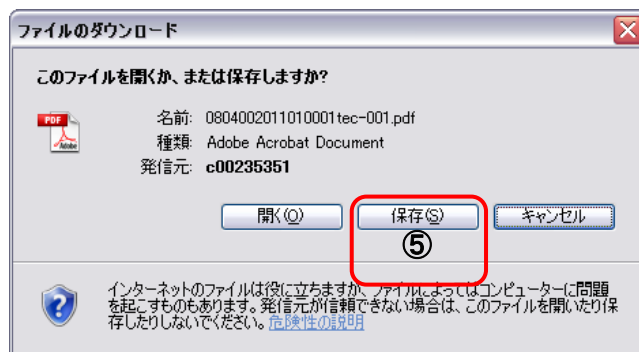 ファイルのダウンロード
このファイルを開くか、または保存しますか?
名前: 0804002011010001tec-001.pdf
種類: Adobe Acrobat Document
発信元: c00235351
開く(O) 保存(S) キャンセル
⑤
インターネットのファイルは役に立ちますが、ファイルによってはコンピューターに問題
を起こすものもあります。発信元が信頼できない場合は、このファイルを開いたり保
存したりしないでください。危険性の説明